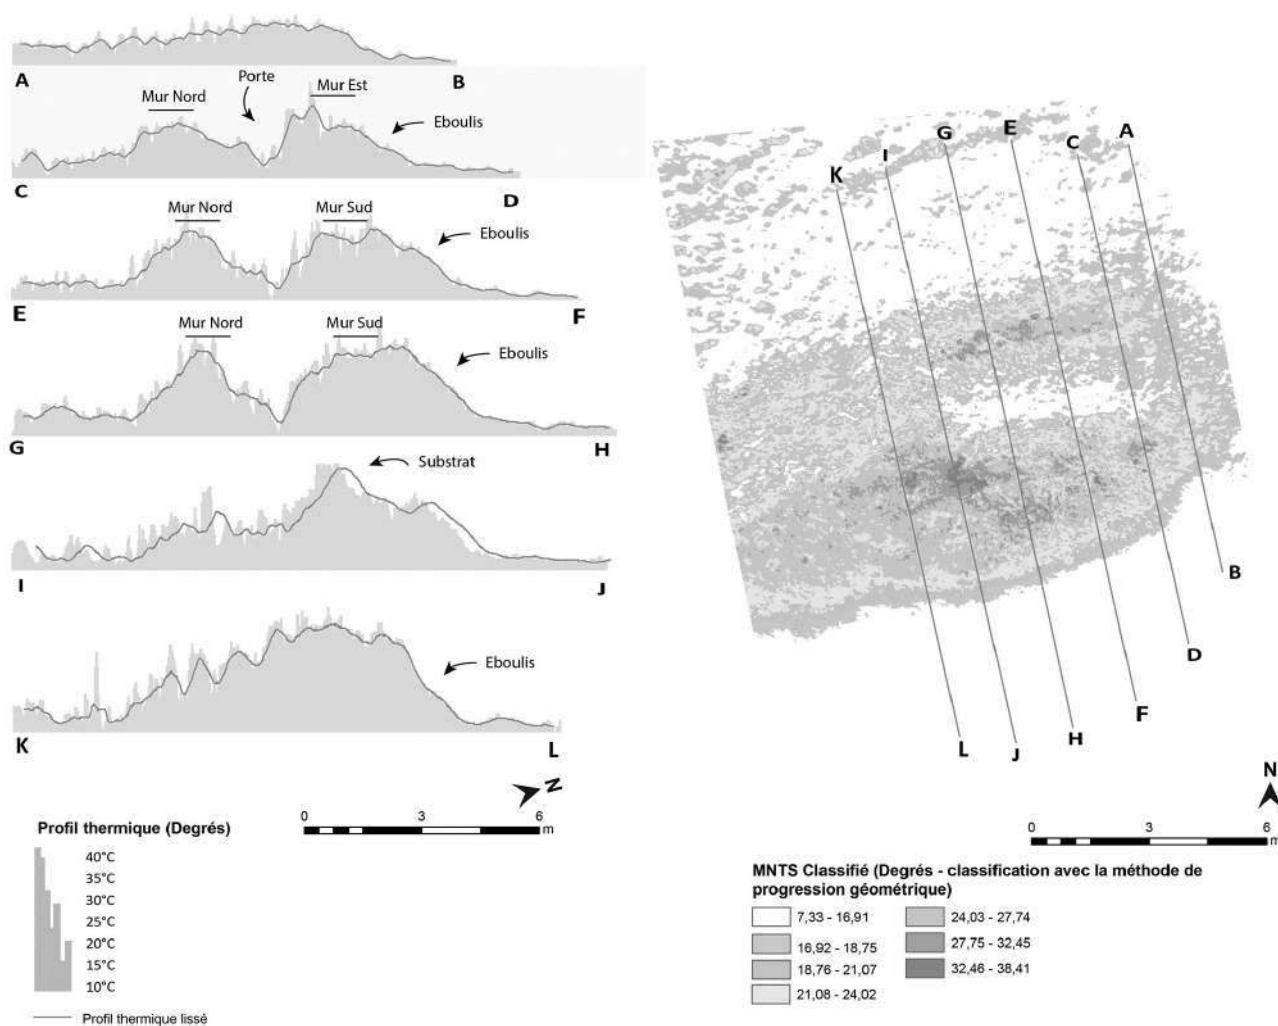 A
B
Mur Nord
Porte
Mur Est
Eboulis
C
D
Mur Nord
Mur Sud
Eboulis
E
F
Mur Nord
Mur Sud
Eboulis
G
H
Substrat
I
J
Eboulis
K
L
N
0 3 6
m
Profil thermique (Degrés)
40°C
35°C
30°C
25°C
20°C
15°C
10°C
Profil thermique lissé
K
I
G
E
C
A
B
D
F
H
J
L
N
0 3 6
m
MNTS Classifié (Degrés - classification avec la méthode de
progression géométrique)
7,33 - 16,91
16,92 - 18,75
18,76 - 21,07
21,08 - 24,02
24,03 - 27,74
27,75 - 32,45
32,46 - 38,41